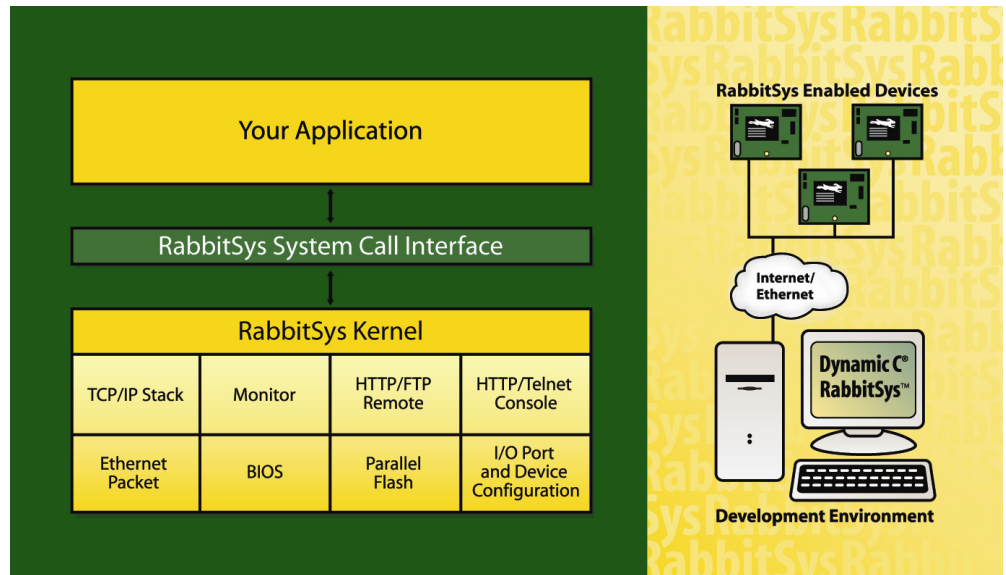 Your Application
RabbitSys System Call Interface
RabbitSys Kernel
TCP/IP Stack
Monitor
HTTP/FTP
Remote
HTTP/Telnet
Console
Ethernet
Packet
BIOS
Parallel
Flash
I/O Port
and Device
Configuration
RabbitSys Enabled Devices
Internet/
Ethernet
Dynamic C®
RabbitSys™
Development Environment